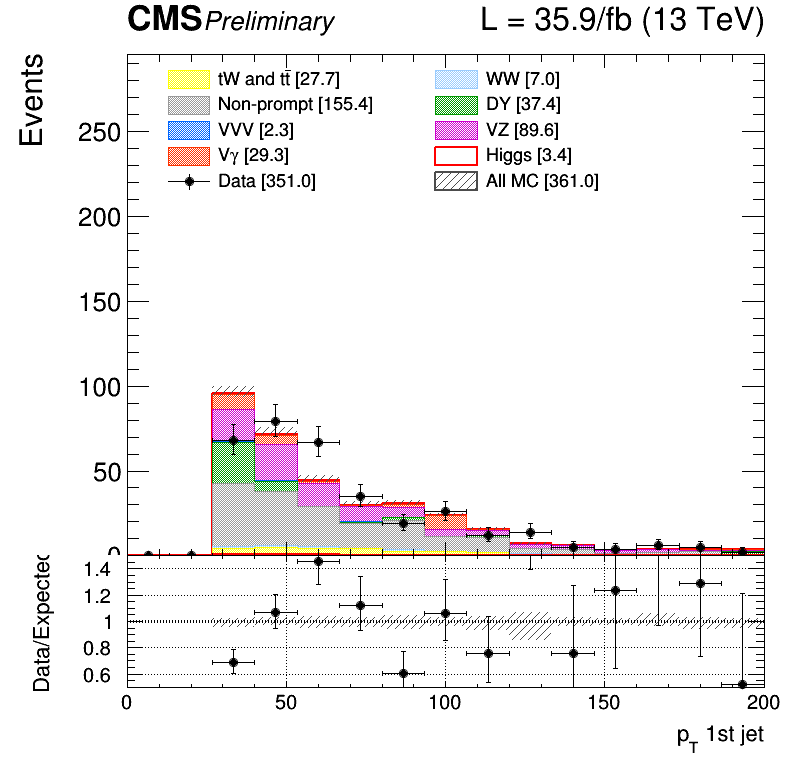 CMS Preliminary L = 35.9/fb (13 TeV)
Events
tW and tt̄ [27.7] WW [7.0]
Non-prompt [155.4] DY [37.4]
VVV [2.3] VZ [89.6]
Vγ [29.3] Higgs [3.4]
Data [351.0] All MC [361.0]
250
200
150
100
50
0
Data/Expected
1.4
1.2
1
0.8
0.6
0 50 100 150 200
p_T 1st jet